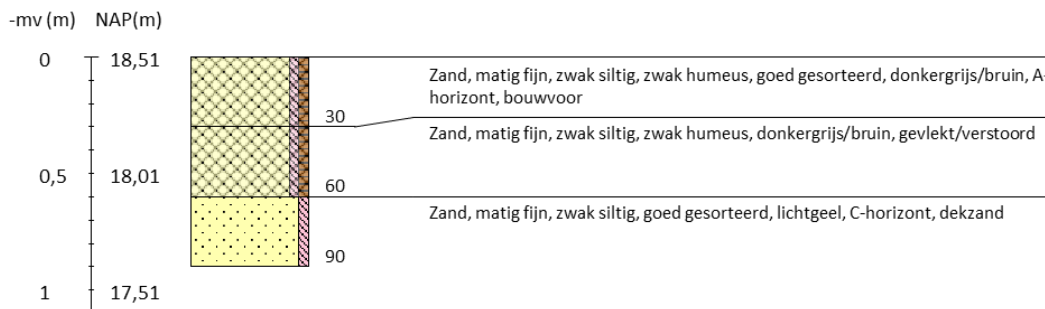 -mv (m) NAP(m)
0 18,51
Zand, matig fijn, zwak siltig, zwak humeus, goed gesorteerd, donkergrijs/bruin, A-
horizont, bouwvoor
30
Zand, matig fijn, zwak siltig, zwak humeus, donkergrijs/bruin, gevlekt/verstoord
0,5 18,01
60
Zand, matig fijn, zwak siltig, goed gesorteerd, lichtgeel, C-horizont, dekzand
90
1 17,51